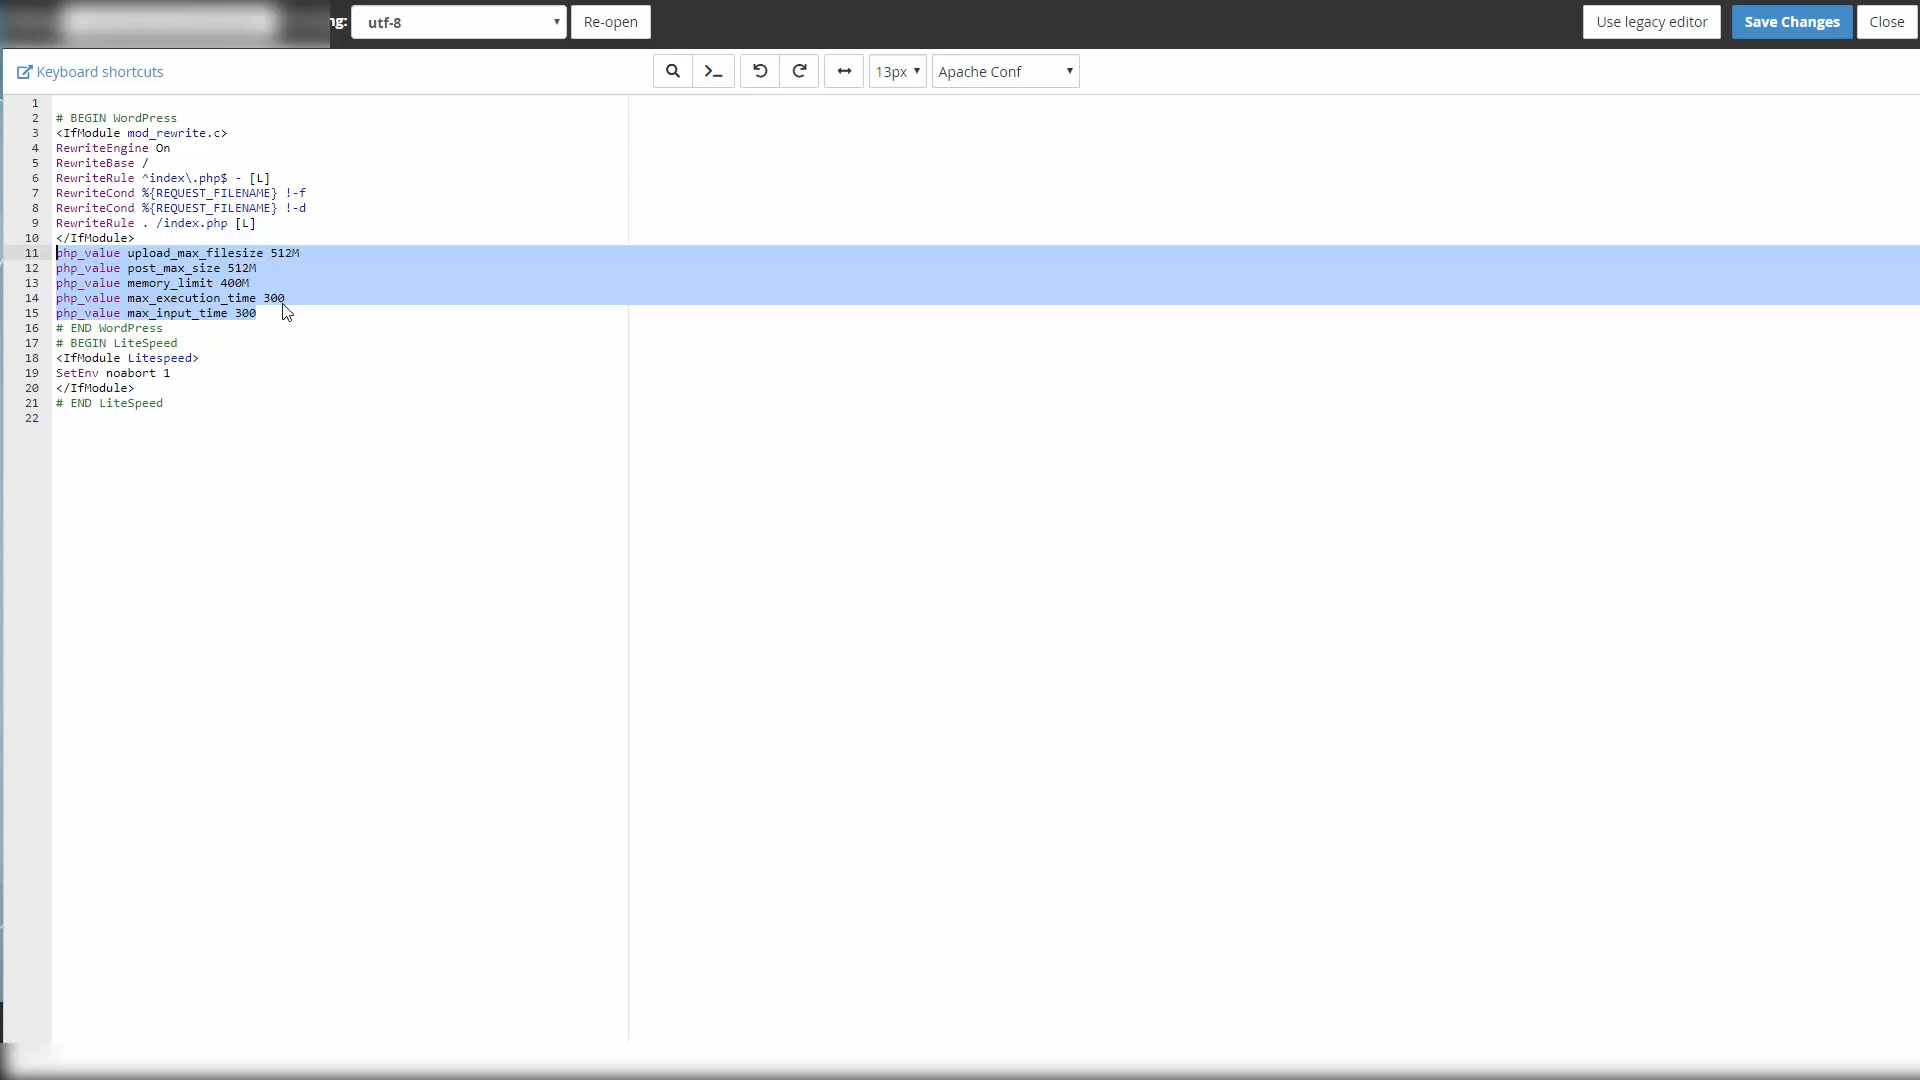 ng: utf-8 Re-open Use legacy editor Save Changes Close
Keyboard shortcuts 13px Apache Conf
1
2 # BEGIN WordPress
3 <IfModule mod_rewrite.c>
4 RewriteEngine On
5 RewriteBase /
6 RewriteRule ^index\.php$ - [L]
7 RewriteCond %{REQUEST_FILENAME} !-f
8 RewriteCond %{REQUEST_FILENAME} !-d
9 RewriteRule . /index.php [L]
10 </IfModule>
11 php_value upload_max_filesize 512M
12 php_value post_max_size 512M
13 php_value memory_limit 400M
14 php_value max_execution_time 300
15 php_value max_input_time 300
16 # END WordPress
17 # BEGIN LiteSpeed
18 <IfModule Litespeed>
19 SetEnv noabort 1
20 </IfModule>
21 # END LiteSpeed
22